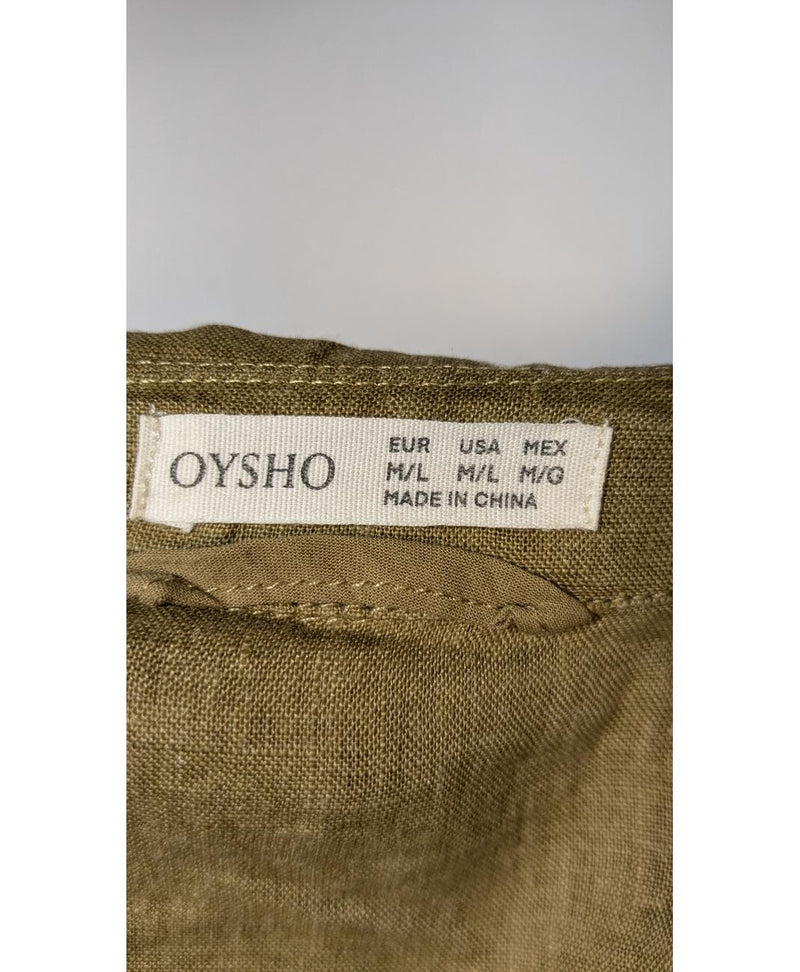 OYSHO
EUR USA MEX
M/L M/L M/G
MADE IN CHINA